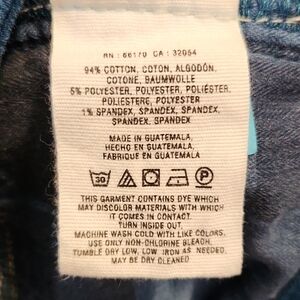 RN : 66170 CA : 32054
94% COTTON, COTON, ALGODÓN,
COTONE, BAUMWOLLE
5% POLYESTER, POLYESTER, POLIÉSTER,
POLIESTERE, POLYESTER
1% SPANDEX, SPANDEX, SPANDEX,
SPANDEX, SPANDEX
MADE IN GUATEMALA,
HECHO EN GUATEMALA,
FABRIQUE EN GUATEMALA
30 P
THIS GARMENT CONTAINS DYE WHICH
MAY DISCOLOR MATERIALS WITH WHICH
IT COMES IN CONTACT.
TURN INSIDE OUT.
MACHINE WASH COLD WITH LIKE COLORS.
USE ONLY NON-CHLORINE BLEACH.
TUMBLE DRY LOW, LOW IRON AS NEEDED
MAY BE DRY CLEANED